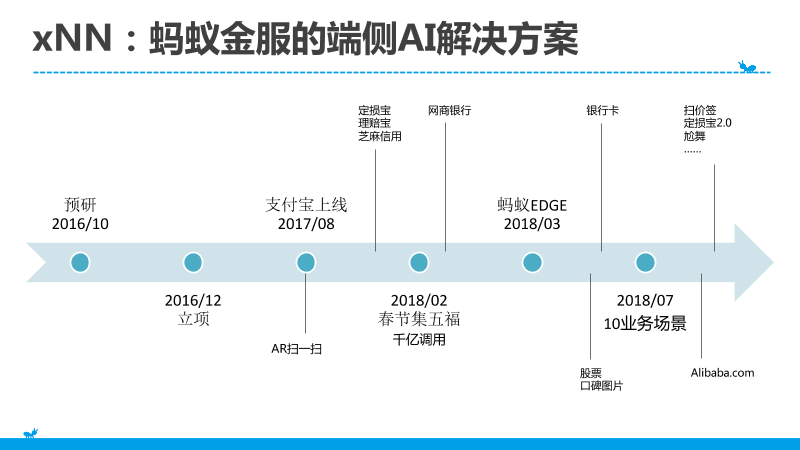 xNN：蚂蚁金服的端侧AI解决方案
定损宝
理赔宝
芝麻信用
网商银行
银行卡
扫价签
定损宝2.0
尬舞
……
预研
2016/10
支付宝上线
2017/08
蚂蚁EDGE
2018/03
2016/12
立项
2018/02
春节集五福
千亿调用
2018/07
10业务场景
AR扫一扫
股票
口碑图片
Alibaba.com